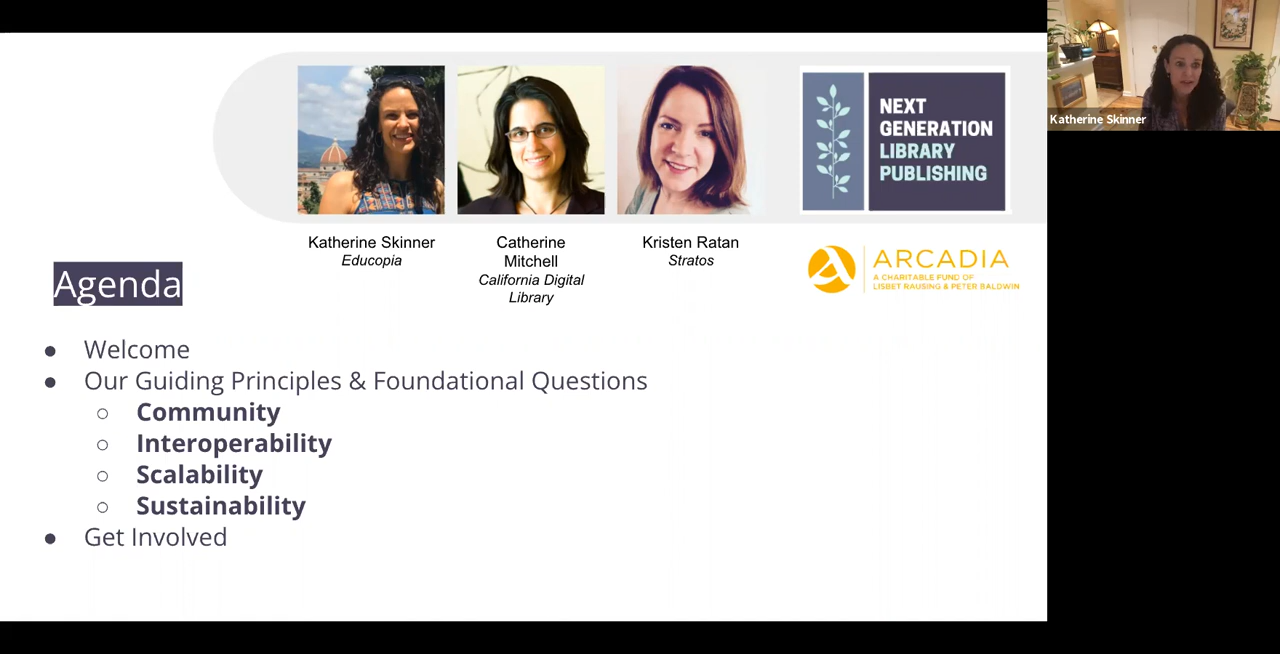 NEXT
GENERATION
LIBRARY
PUBLISHING
Katherine Skinner
Katherine Skinner
Educopia
Catherine
Mitchell
California Digital
Library
Kristen Ratan
Stratos
ARCADIA
A CHARITABLE FUND OF
LISBET RAUSING & PETER BALDWIN
Agenda
● Welcome
● Our Guiding Principles & Foundational Questions
○ Community
○ Interoperability
○ Scalability
○ Sustainability
● Get Involved